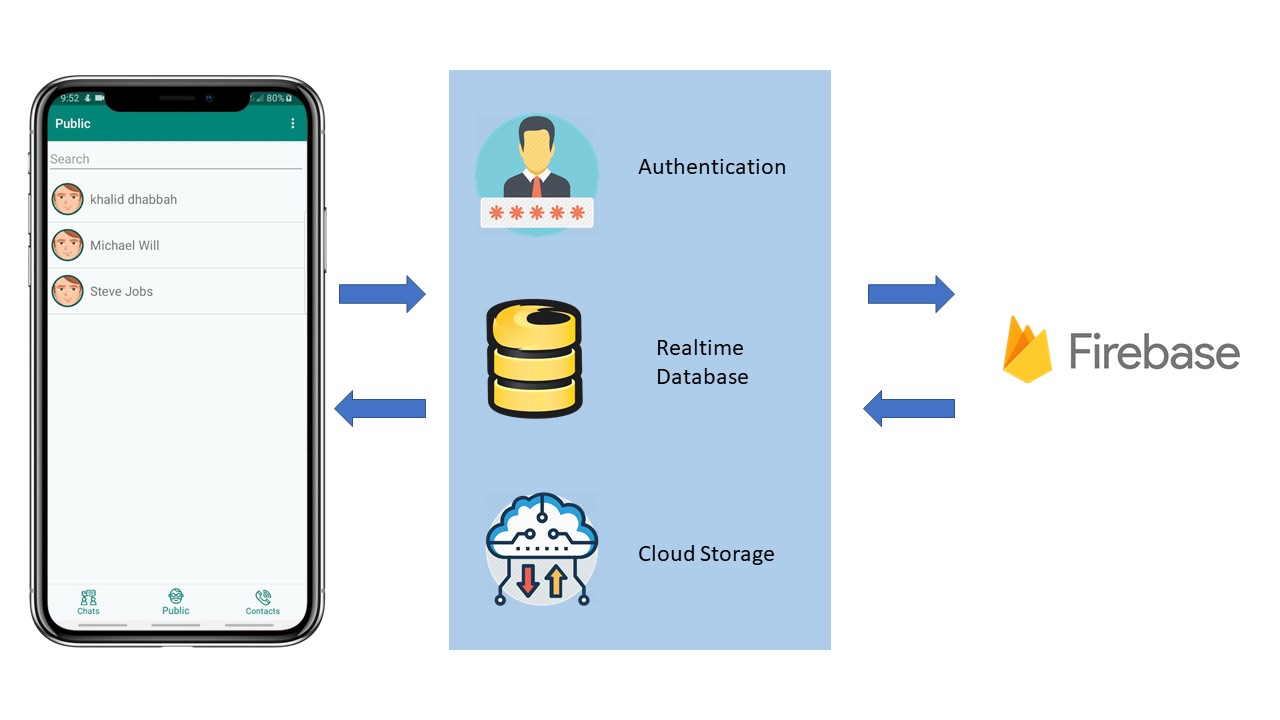 9:52
80%
Public
Search
khalid dhabbah
Michael Will
Steve Jobs
Chats
Public
Contacts
Authentication
Realtime
Database
Cloud Storage
Firebase